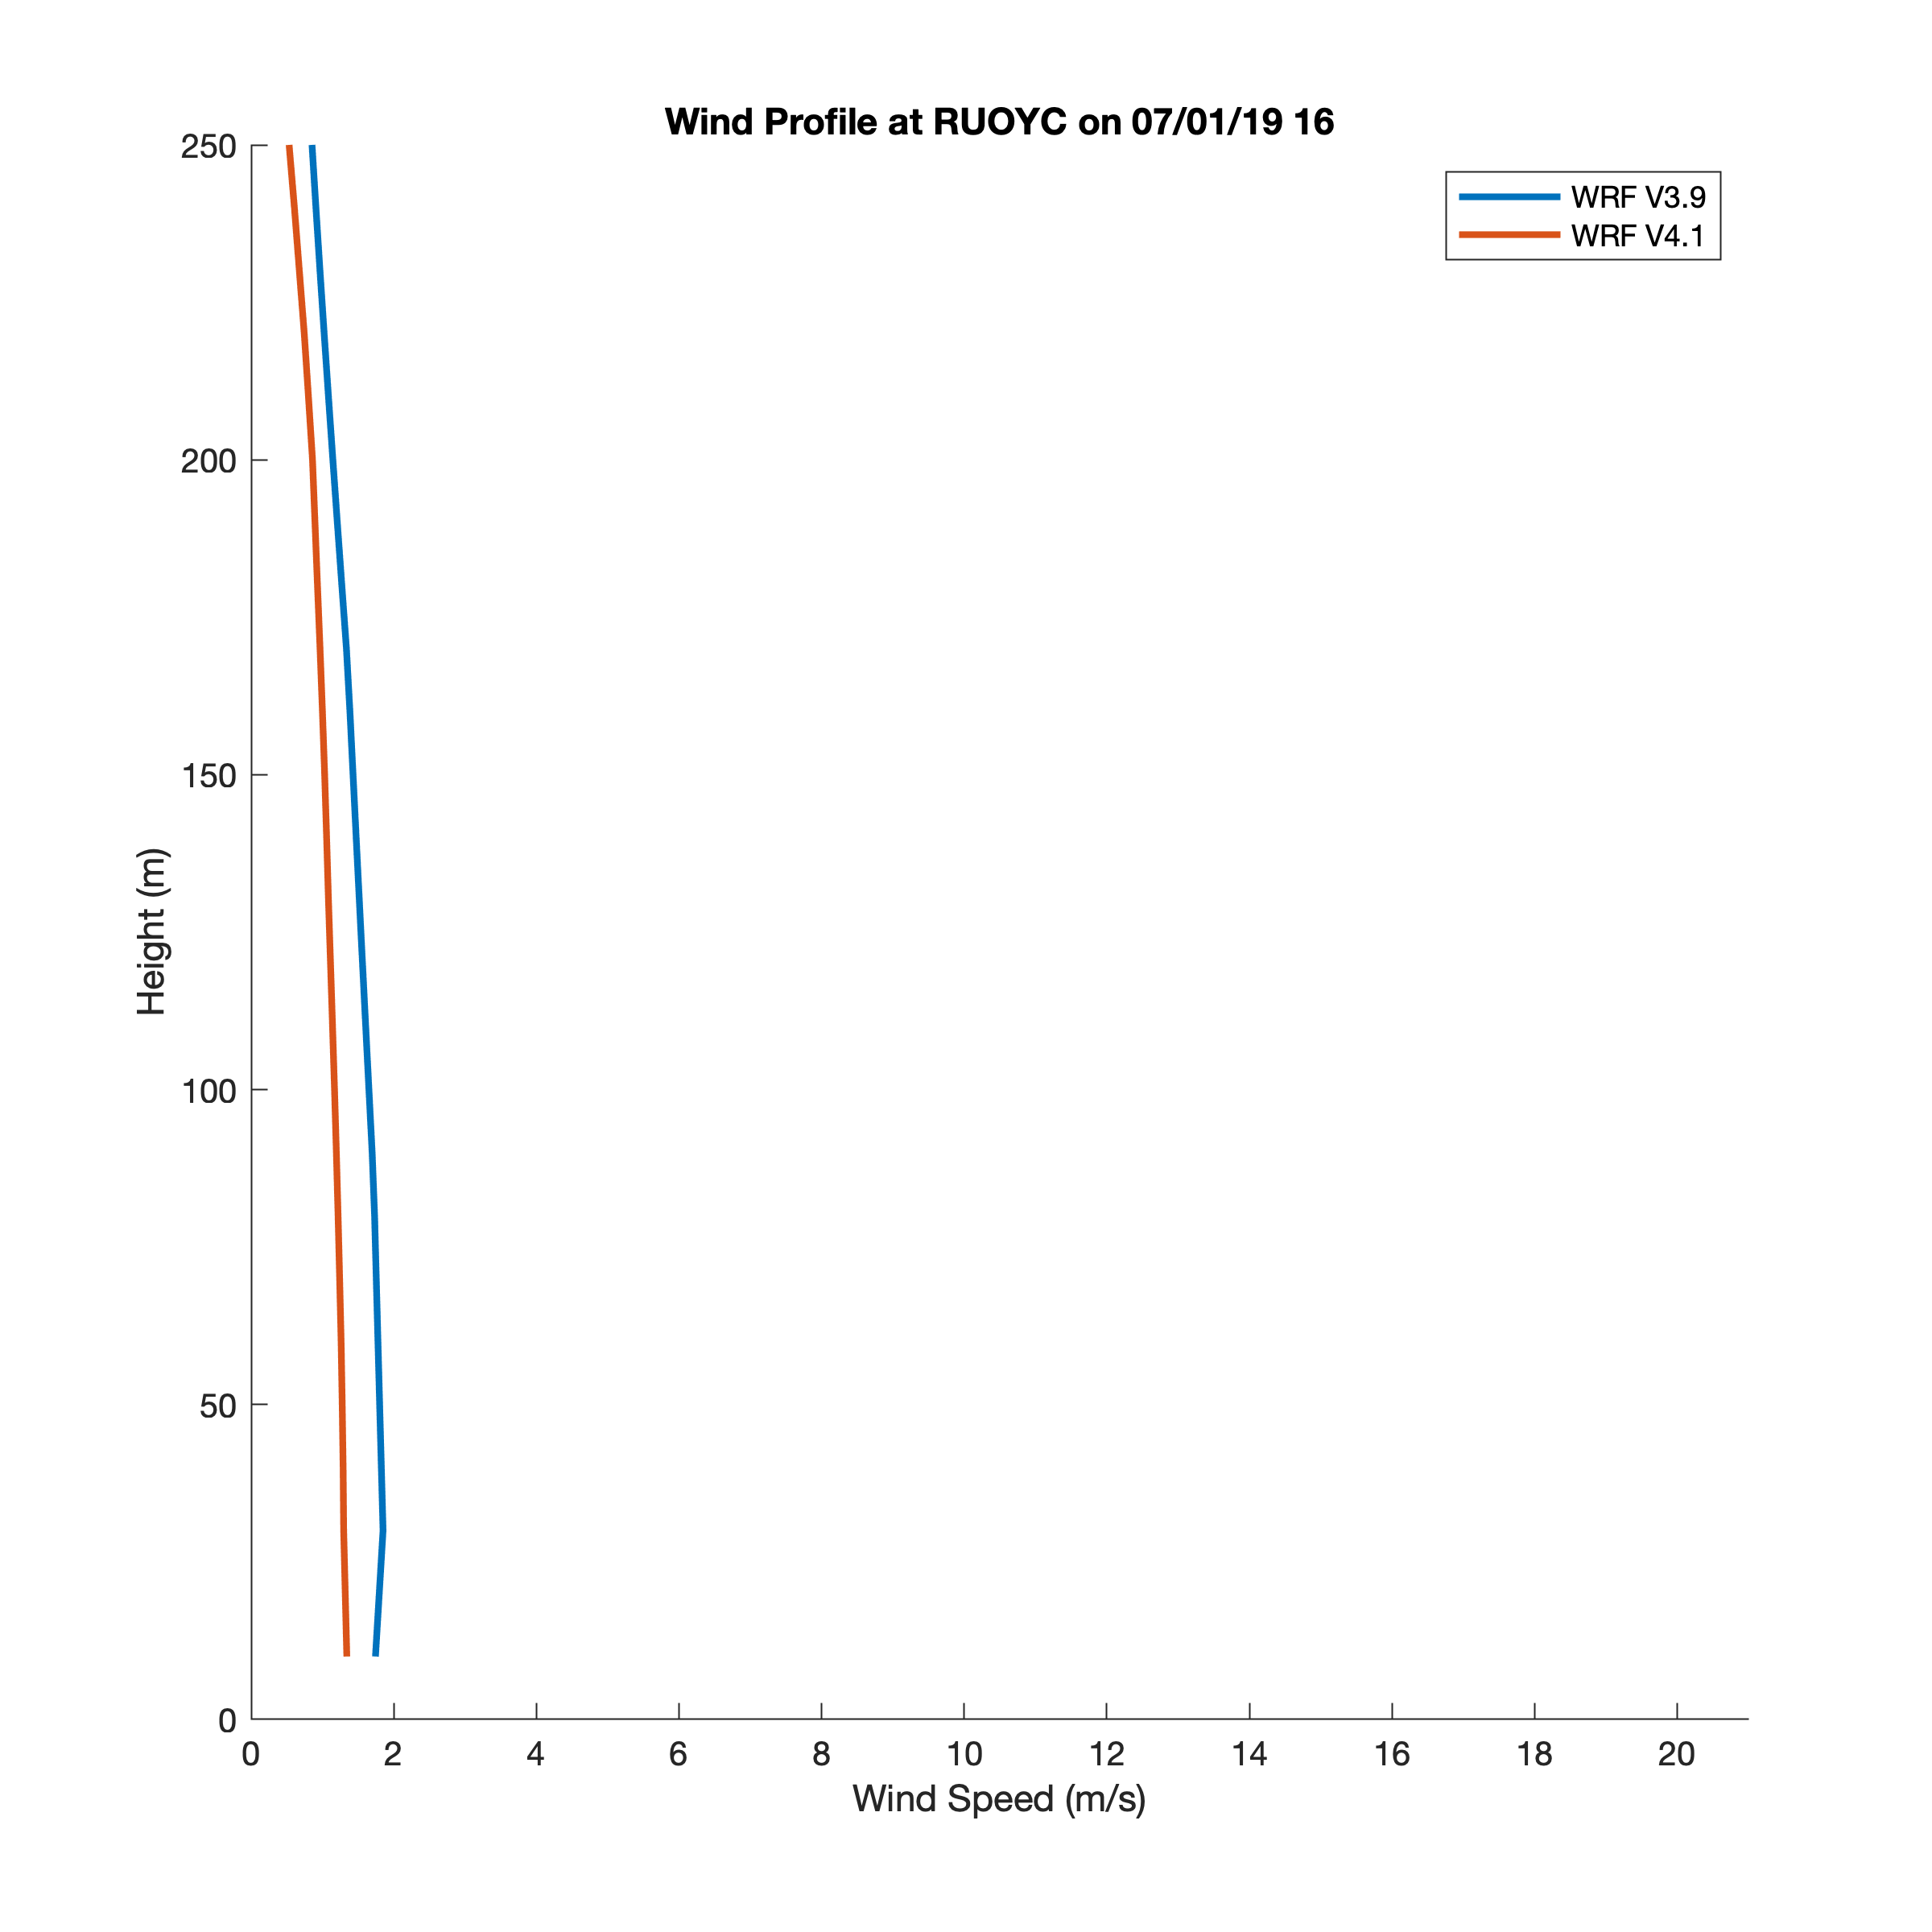 Wind Profile at RUOYC on 07/01/19 16
WRF V3.9
WRF V4.1
250
200
150
100
50
0
Height (m)
0 2 4 6 8 10 12 14 16 18 20
Wind Speed (m/s)